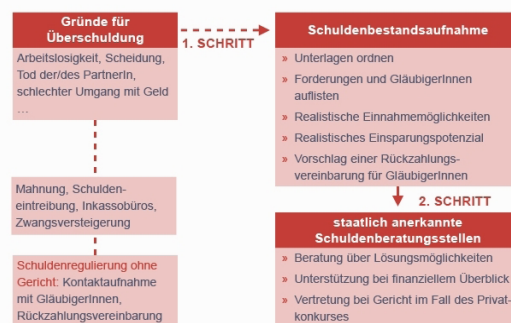 Gründe für
Überschuldung
Arbeitslosigkeit, Scheidung,
Tod der/des PartnerIn,
schlechter Umgang mit Geld
...
1. SCHRITT
Schuldenbestandsaufnahme
» Unterlagen ordnen
» Forderungen und GläubigerInnen
auflisten
» Realistische Einnahmemöglichkeiten
» Realistisches Einsparungspotenzial
» Vorschlag einer Rückzahlungs-
vereinbarung für GläubigerInnen
Mahnung, Schulden-
eintreibung, Inkassobüros,
Zwangsversteigerung
2. SCHRITT
staatlich anerkannte
Schuldenberatungsstellen
» Beratung über Lösungsmöglichkeiten
» Unterstützung bei finanziellem Überblick
» Vertretung bei Gericht im Fall des Privat-
konkurses
Schuldenregulierung ohne
Gericht: Kontaktaufnahme
mit GläubigerInnen,
Rückzahlungsvereinbarung